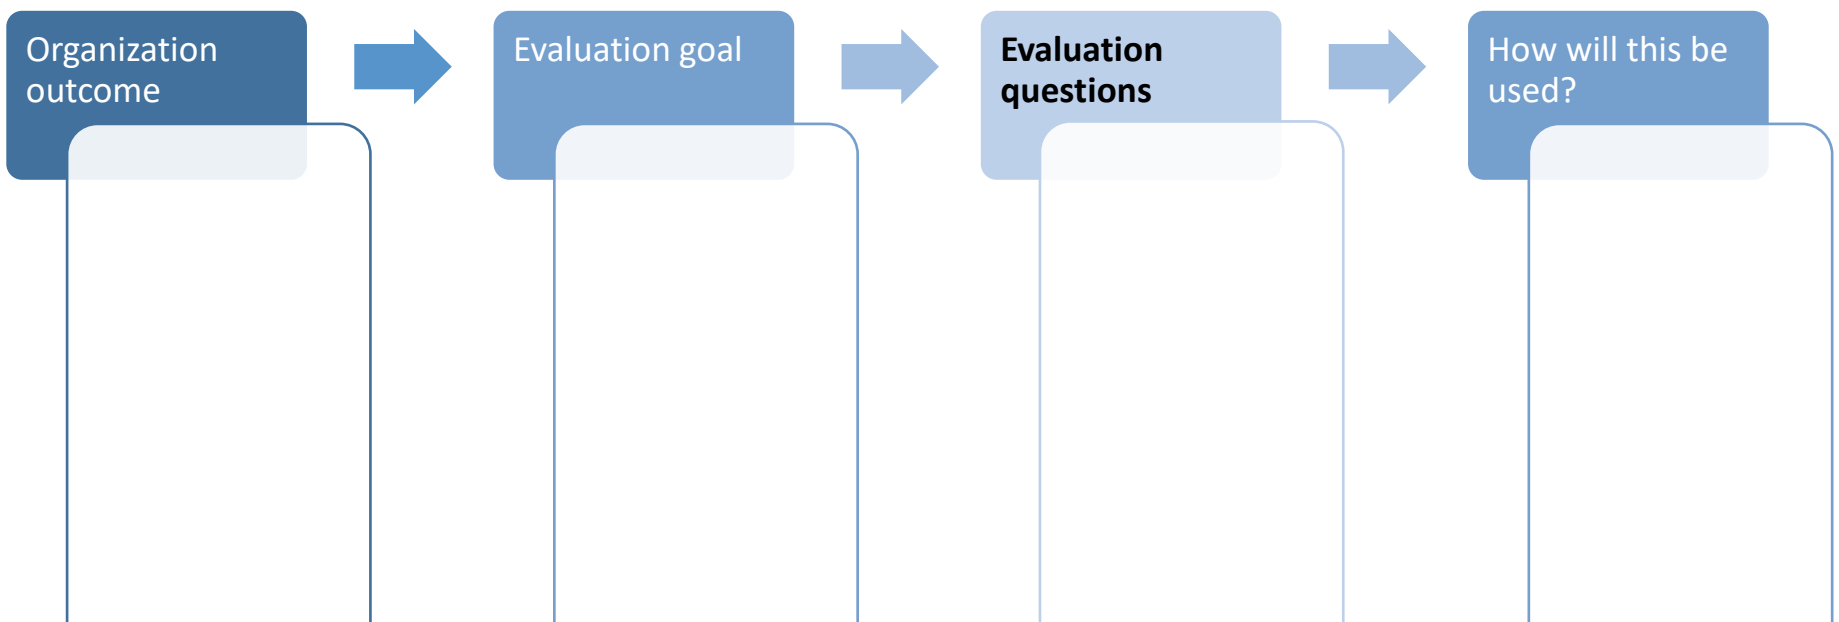 Organization
outcome
Evaluation goal
Evaluation
questions
How will this be
used?